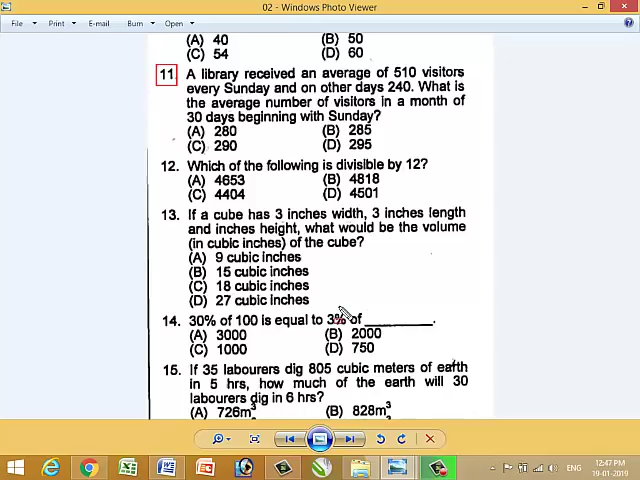 02 - Windows Photo Viewer
File Print E-mail Burn Open
(A) 40 (B) 50
(C) 54 (D) 60
11. A library received an average of 510 visitors
every Sunday and on other days 240. What is
the average number of visitors in a month of
30 days beginning with Sunday?
(A) 280 (B) 285
(C) 290 (D) 295
12. Which of the following is divisible by 12?
(A) 4653 (B) 4818
(C) 4404 (D) 4501
13. If a cube has 3 inches width, 3 inches length
and inches height, what would be the volume
(in cubic inches) of the cube?
(A) 9 cubic inches
(B) 15 cubic inches
(C) 18 cubic inches
(D) 27 cubic inches
14. 30% of 100 is equal to 3% of ________.
(A) 3000 (B) 2000
(C) 1000 (D) 750
15. If 35 labourers dig 805 cubic meters of earth
in 5 hrs, how much of the earth will 30
labourers dig in 6 hrs?
(A) 726m³ (B) 828m³
ENG
12:47 PM
19-01-2019